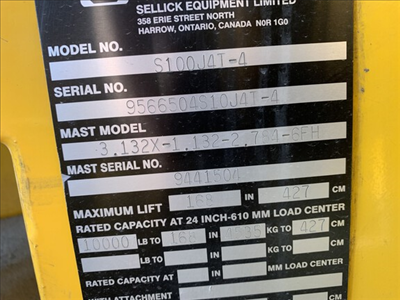 SELLICK EQUIPMENT LIMITED
358 ERIE STREET NORTH
HARROW, ONTARIO, CANADA N0R 1G0
MODEL NO.
S100J4T-4
SERIAL NO.
9566504S10J4T-4
MAST MODEL
3.132X-1.132-2.754-SFH
MAST SERIAL NO.
9441504
MAXIMUM LIFT 168 IN 427 CM
RATED CAPACITY AT 24 INCH-610 MM LOAD CENTER
10000 LB TO 168 IN 4535 KG TO 427 CM
LB TO IN KG TO CM
RATED CAPACITY AT IN MM LOAD CENTER
WITH ATTACHMENT